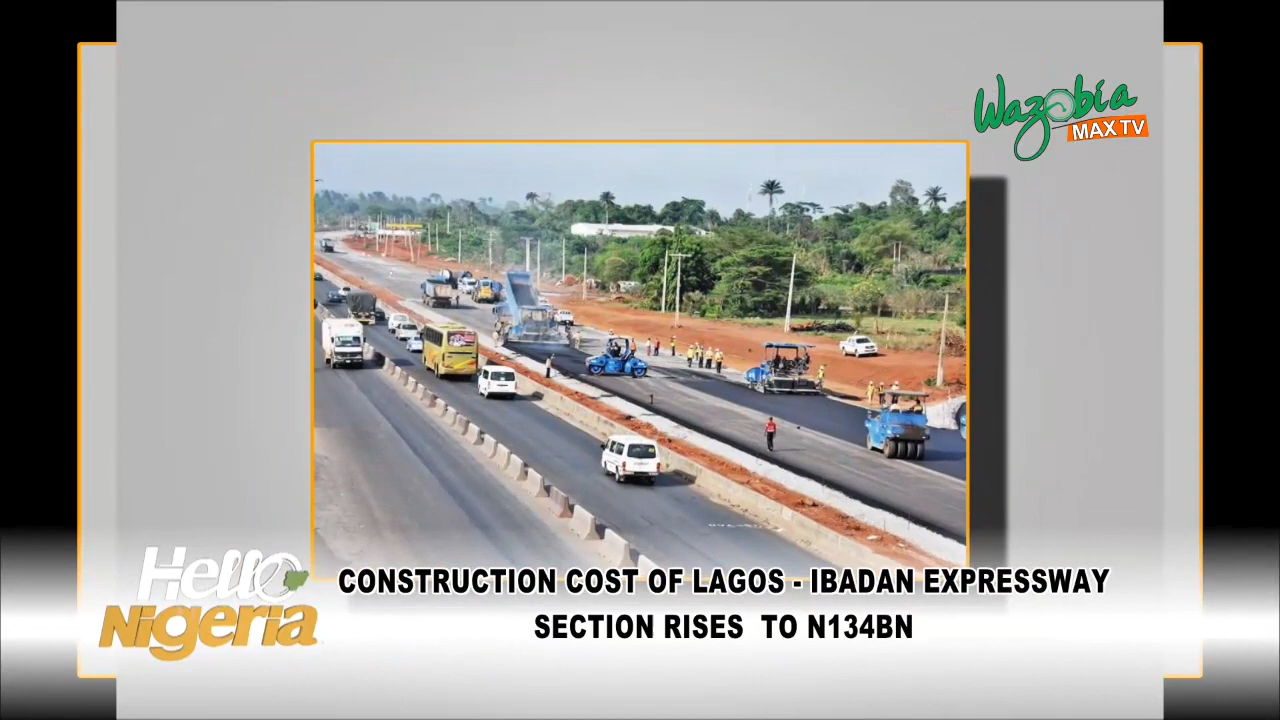 Wazobia
MAX TV
Hello
Nigeria
CONSTRUCTION COST OF LAGOS - IBADAN EXPRESSWAY
SECTION RISES TO N134BN